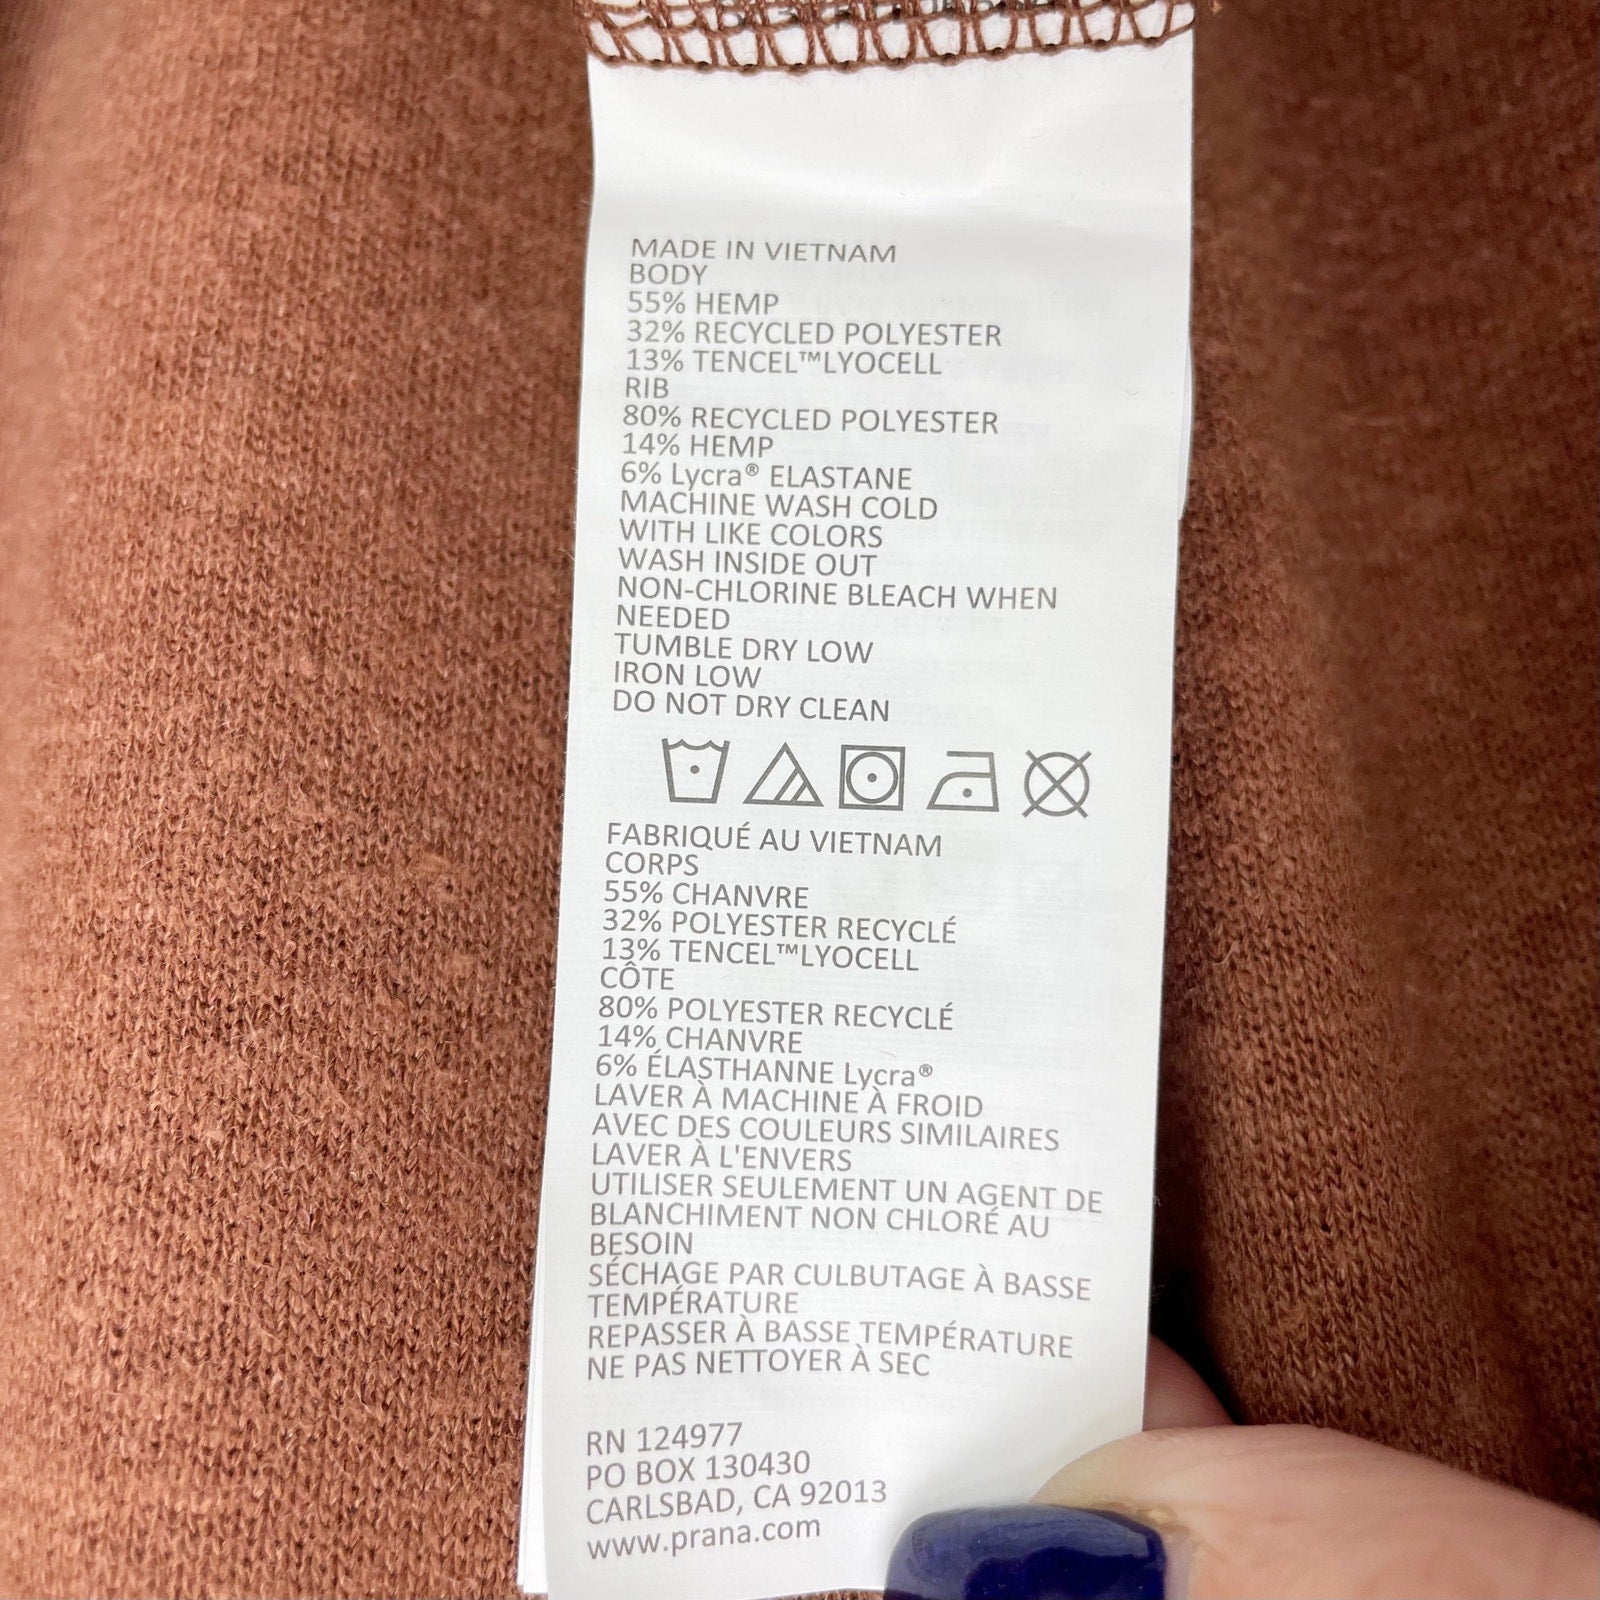 MADE IN VIETNAM
BODY
55% HEMP
32% RECYCLED POLYESTER
13% TENCEL™LYOCELL
RIB
80% RECYCLED POLYESTER
14% HEMP
6% Lycra® ELASTANE
MACHINE WASH COLD
WITH LIKE COLORS
WASH INSIDE OUT
NON-CHLORINE BLEACH WHEN
NEEDED
TUMBLE DRY LOW
IRON LOW
DO NOT DRY CLEAN
FABRIQUÉ AU VIETNAM
CORPS
55% CHANVRE
32% POLYESTER RECYCLÉ
13% TENCEL™LYOCELL
CÔTE
80% POLYESTER RECYCLÉ
14% CHANVRE
6% ÉLASTHANNE Lycra®
LAVER À MACHINE À FROID
AVEC DES COULEURS SIMILAIRES
LAVER À L'ENVERS
UTILISER SEULEMENT UN AGENT DE
BLANCHIMENT NON CHLORÉ AU
BESOIN
SÉCHAGE PAR CULBUTAGE À BASSE
TEMPÉRATURE
REPASSER À BASSE TEMPÉRATURE
NE PAS NETTOYER À SEC
RN 124977
PO BOX 130430
CARLSBAD, CA 92013
www.prana.com